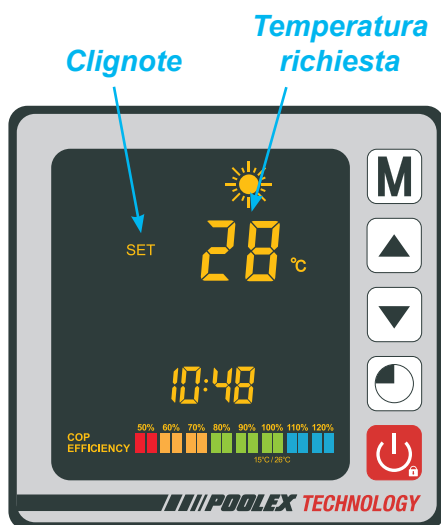 Temperatura
Clignote richiesta
M
SET 28 °C
10:48
50% 60% 70% 80% 90% 100% 110% 120%
COP
EFFICIENCY
15°C / 26°C
POOLEX TECHNOLOGY